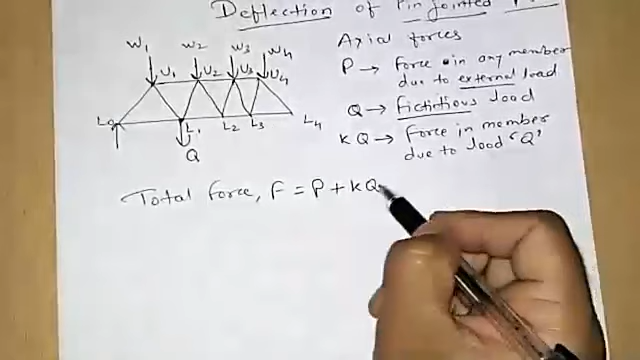 Deflection of Pin jointed
Axial forces
P → Force in any member
due to external load
Q → Fictitious load
KQ → Force in member
due to load 'Q'
W1 W2 W3 W4
U1 U2 U3 U4
L0 L1 L2 L3 L4
Q
Total Force, F = P + KQ